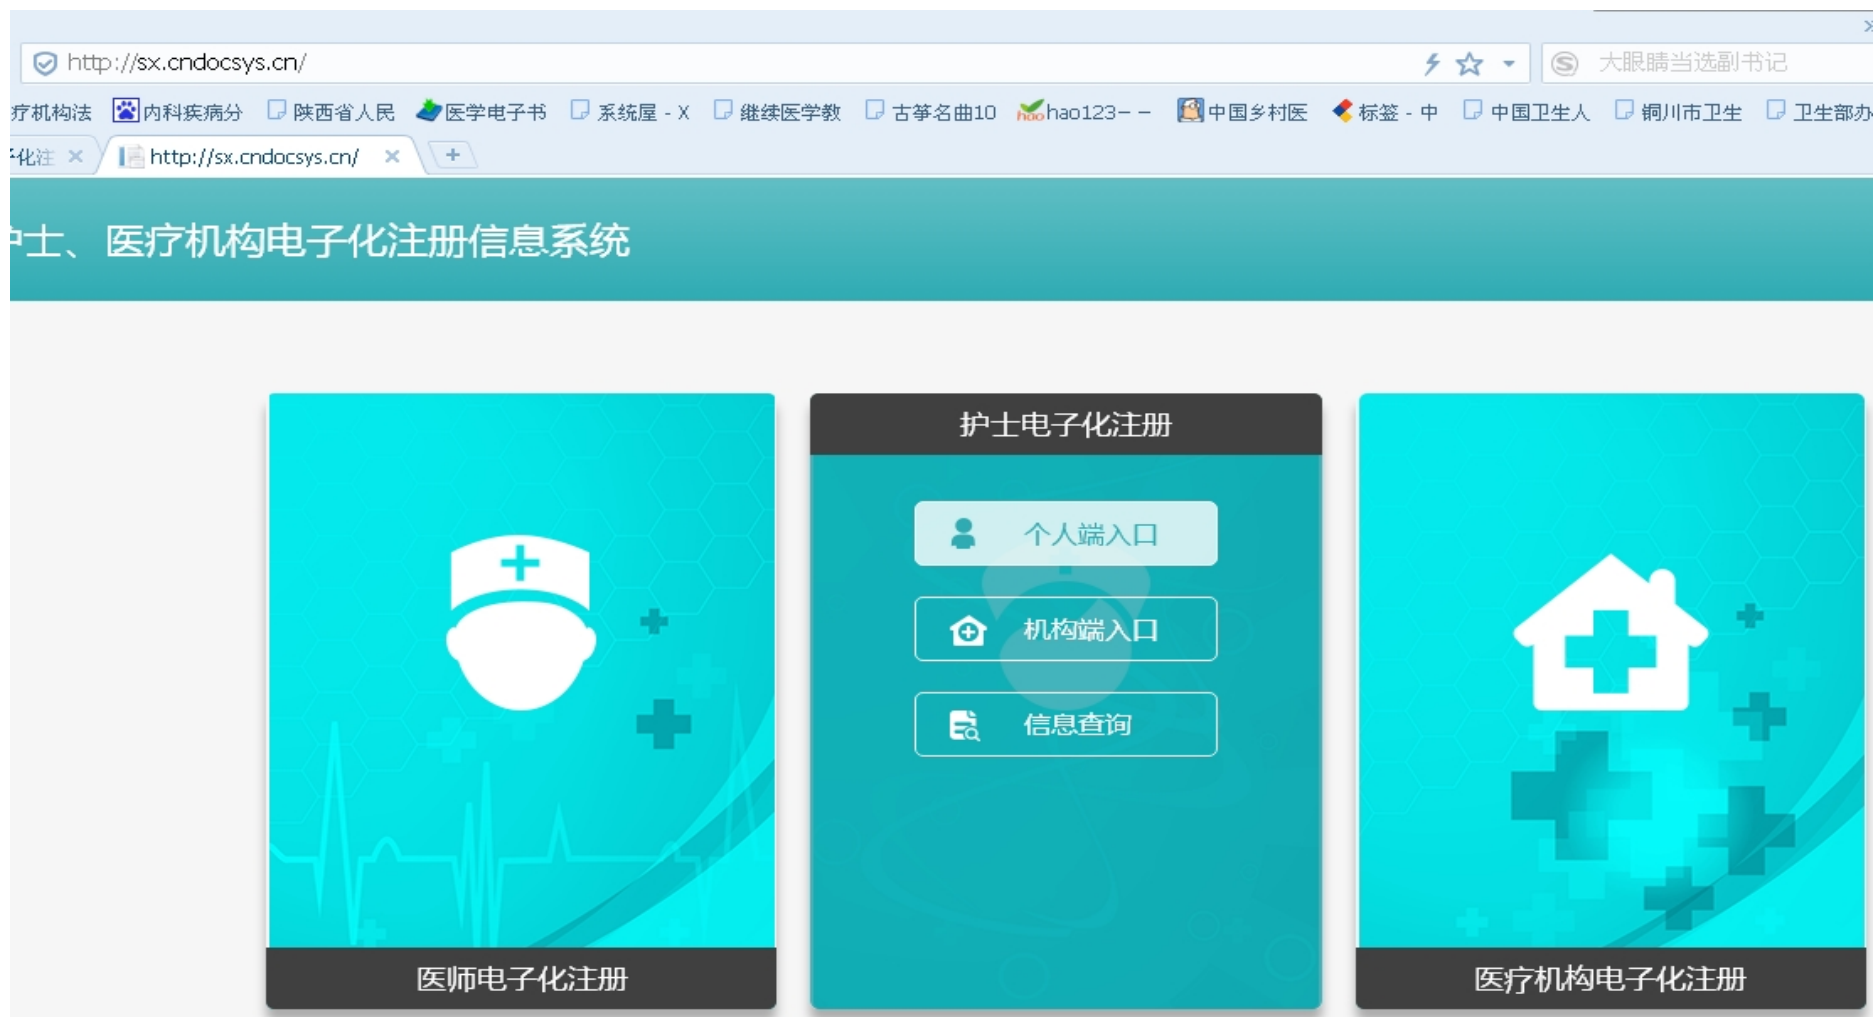 http://sx.cndocsys.cn/
大眼睛当选副书记
疗机构法 内科疾病分 陕西省人民 医学电子书 系统屋 - X 继续医学教 古筝名曲10 hao123－－ 中国乡村医 标签 - 中 中国卫生人 铜川市卫生 卫生部办
化注 http://sx.cndocsys.cn/
士、医疗机构电子化注册信息系统
护士电子化注册
个人端入口
机构端入口
信息查询
医师电子化注册
医疗机构电子化注册